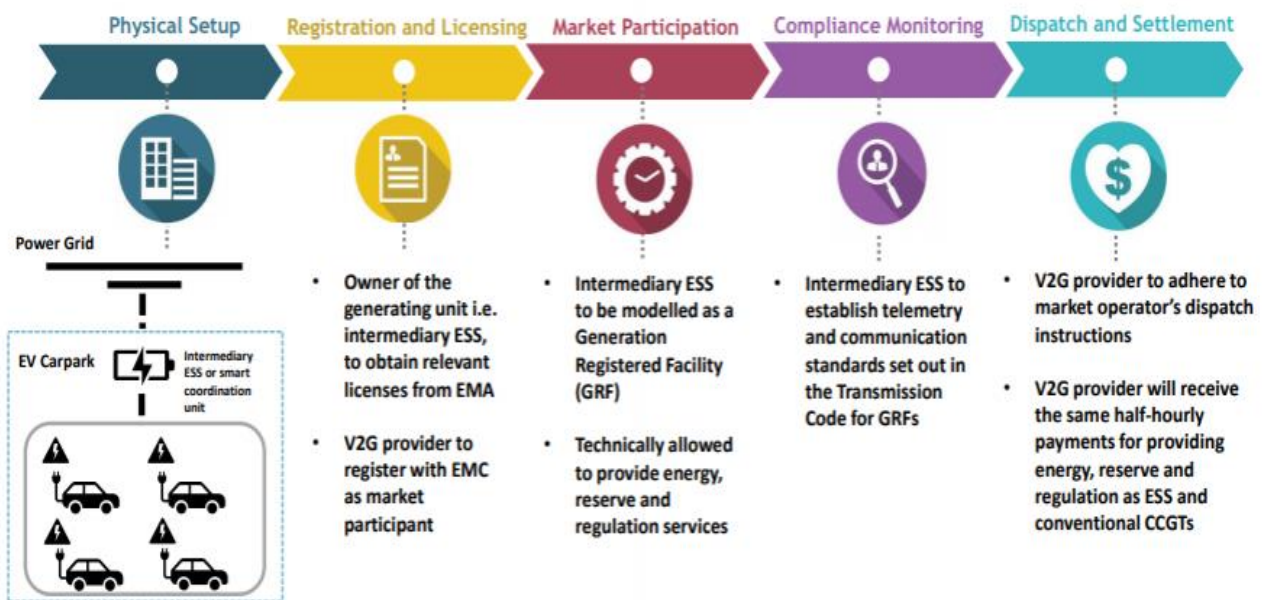 Physical Setup
Registration and Licensing
Market Participation
Compliance Monitoring
Dispatch and Settlement
$
Power Grid
EV Carpark
Intermediary
ESS or smart
coordination
unit
• Owner of the
generating unit i.e.
intermediary ESS,
to obtain relevant
licenses from EMA
• V2G provider to
register with EMC
as market
participant
• Intermediary ESS
to be modelled as a
Generation
Registered Facility
(GRF)
• Technically allowed
to provide energy,
reserve and
regulation services
• Intermediary ESS to
establish telemetry
and communication
standards set out in
the Transmission
Code for GRFs
• V2G provider to adhere to
market operator's dispatch
instructions
• V2G provider will receive
the same half-hourly
payments for providing
energy, reserve and
regulation as ESS and
conventional CCGTs